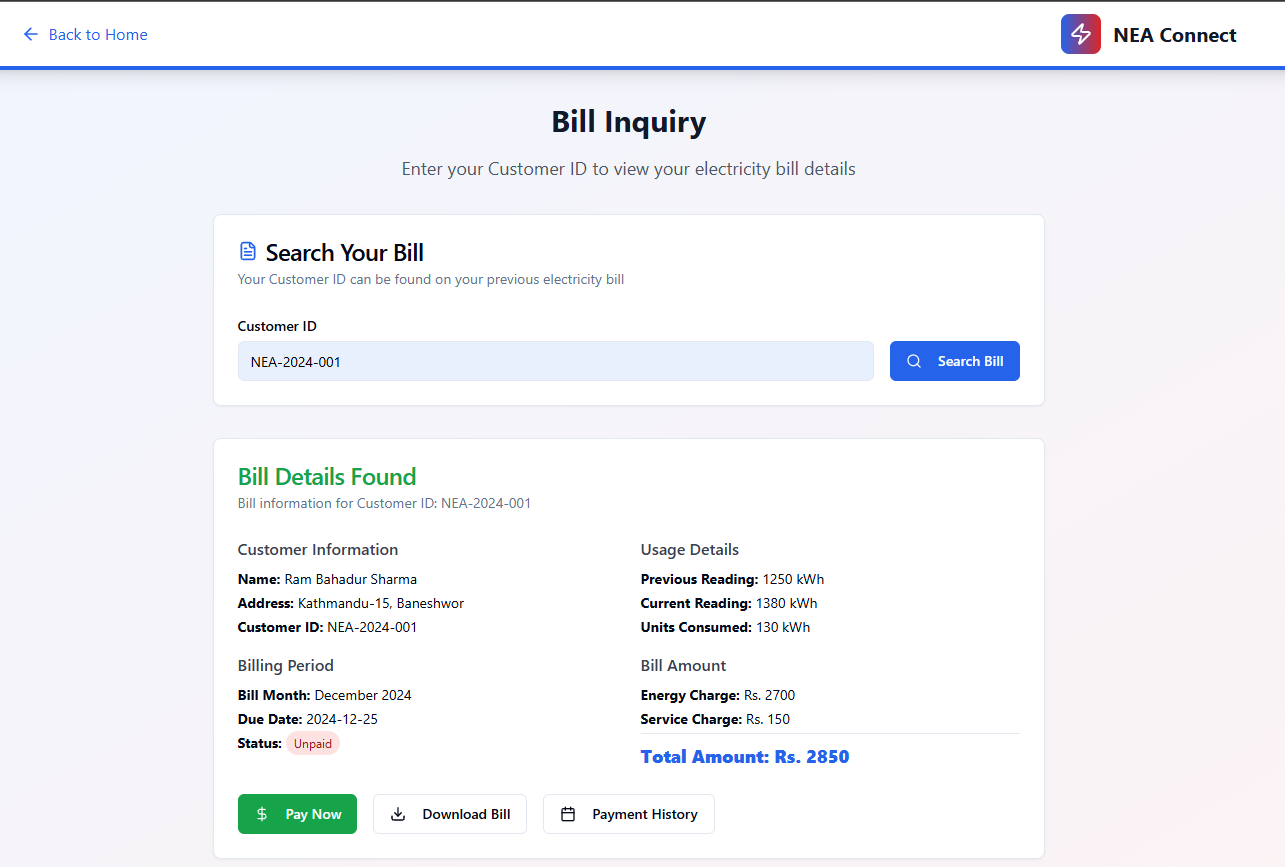 Back to Home
NEA Connect
Bill Inquiry
Enter your Customer ID to view your electricity bill details
Search Your Bill
Your Customer ID can be found on your previous electricity bill
Customer ID
NEA-2024-001
Search Bill
Bill Details Found
Bill information for Customer ID: NEA-2024-001
Customer Information
Name: Ram Bahadur Sharma
Address: Kathmandu-15, Baneshwor
Customer ID: NEA-2024-001
Usage Details
Previous Reading: 1250 kWh
Current Reading: 1380 kWh
Units Consumed: 130 kWh
Billing Period
Bill Month: December 2024
Due Date: 2024-12-25
Status: Unpaid
Bill Amount
Energy Charge: Rs. 2700
Service Charge: Rs. 150
Total Amount: Rs. 2850
$ Pay Now
Download Bill
Payment History